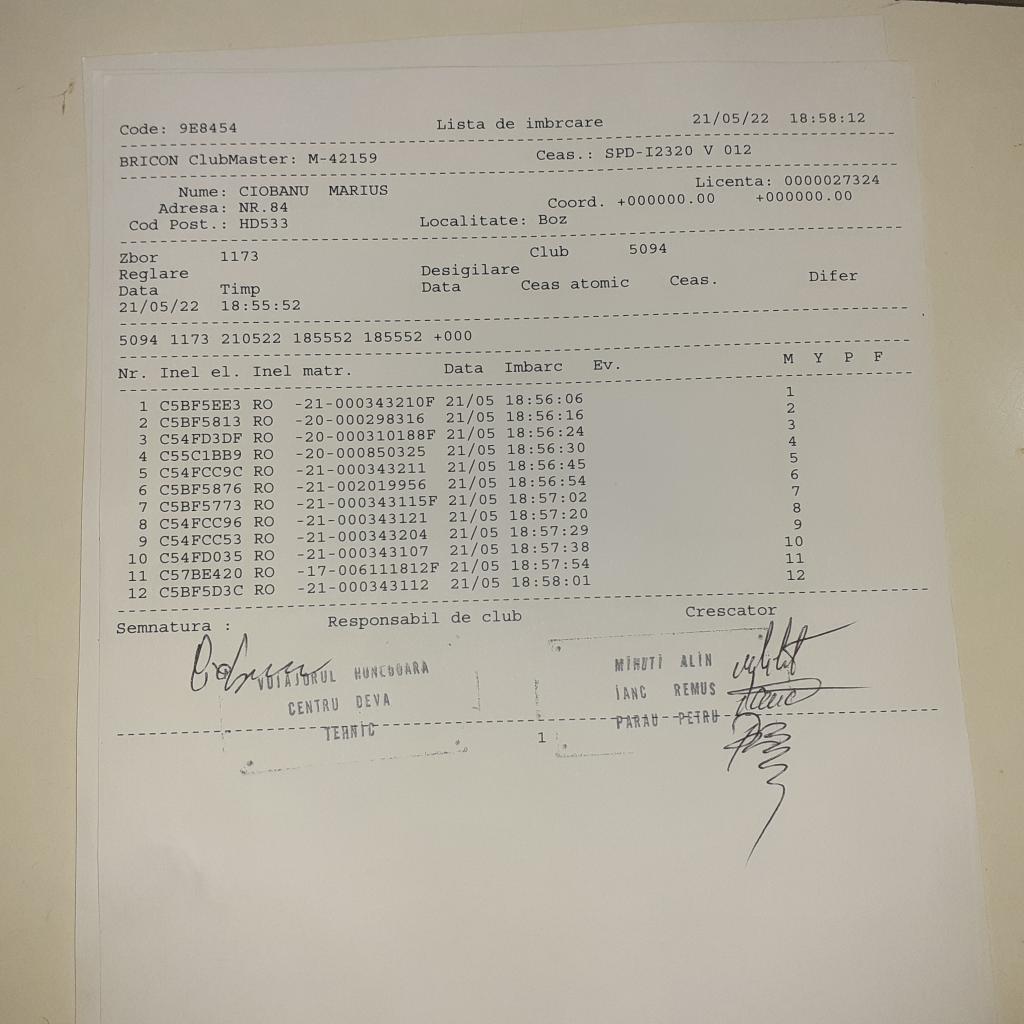 Code: 9E8454 Lista de imbrcare 21/05/22 18:58:12
BRICON ClubMaster: M-42159 Ceas.: SPD-I2320 V 012
Nume: CIOBANU MARIUS Licenta: 0000027324
Adresa: NR.84 Coord. +000000.00 +000000.00
Cod Post.: HD533 Localitate: Boz
Zbor 1173 Club 5094
Reglare Desigilare
Data Timp Data Ceas atomic Ceas. Difer
21/05/22 18:55:52
5094 1173 210522 185552 185552 +000
Nr. Inel el. Inel matr. Data Imbarc Ev. M Y P F
1 C5BF5EE3 RO -21-000343210F 21/05 18:56:06 1
2 C5BF5813 RO -20-000298316 21/05 18:56:16 2
3 C54FD3DF RO -20-000310188F 21/05 18:56:24 3
4 C55C1BB9 RO -20-000850325 21/05 18:56:30 4
5 C54FCC9C RO -21-000343211 21/05 18:56:45 5
6 C5BF5876 RO -21-002019956 21/05 18:56:54 6
7 C5BF5773 RO -21-000343115F 21/05 18:57:02 7
8 C54FCC96 RO -21-000343121 21/05 18:57:20 8
9 C54FCC53 RO -21-000343204 21/05 18:57:29 9
10 C54FD035 RO -21-000343107 21/05 18:57:38 10
11 C57BE420 RO -17-006111812F 21/05 18:57:54 11
12 C5BF5D3C RO -21-000343112 21/05 18:58:01 12
Semnatura : Responsabil de club Crescator
VOIAJORUL HUNEDOARA MINUTI ALIN
CENTRU DEVA IANC REMUS
TEHNIC PARAU PETRU
1